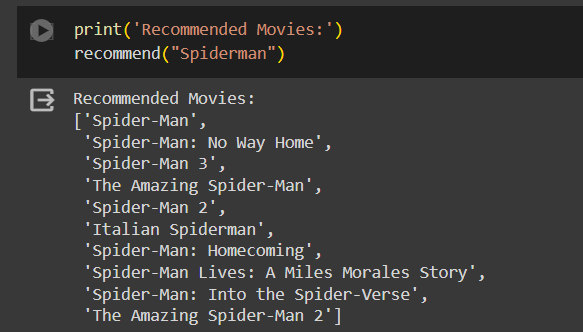 print('Recommended Movies:')
recommend("Spiderman")
Recommended Movies:
['Spider-Man',
 'Spider-Man: No Way Home',
 'Spider-Man 3',
 'The Amazing Spider-Man',
 'Spider-Man 2',
 'Italian Spiderman',
 'Spider-Man: Homecoming',
 'Spider-Man Lives: A Miles Morales Story',
 'Spider-Man: Into the Spider-Verse',
 'The Amazing Spider-Man 2']